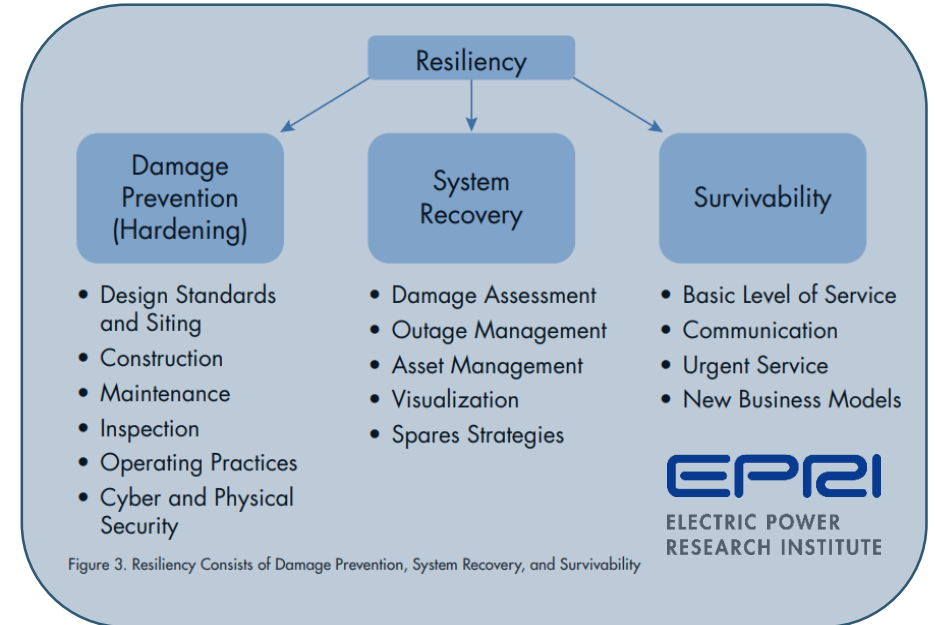 Resiliency
Damage
Prevention
(Hardening)
• Design Standards
and Siting
• Construction
• Maintenance
• Inspection
• Operating Practices
• Cyber and Physical
Security
System
Recovery
• Damage Assessment
• Outage Management
• Asset Management
• Visualization
• Spares Strategies
Survivability
• Basic Level of Service
• Communication
• Urgent Service
• New Business Models
EPRI
ELECTRIC POWER
RESEARCH INSTITUTE
Figure 3. Resiliency Consists of Damage Prevention, System Recovery, and Survivability